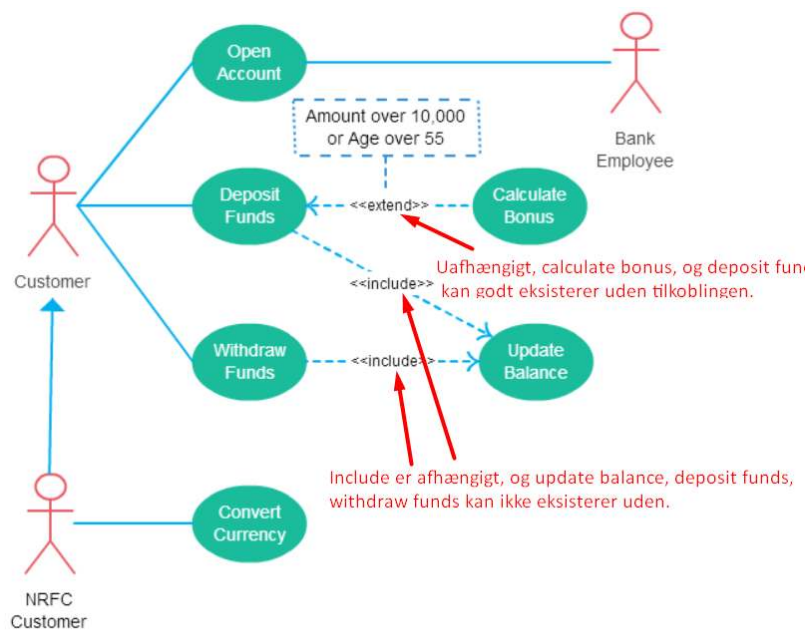 Open
Account
Bank
Employee
Amount over 10,000
or Age over 55
Customer
Deposit
Funds
<<extend>>
Calculate
Bonus
Uafhængigt, calculate bonus, og deposit fund
kan godt eksisterer uden tilkoblingen.
<<include>>
Withdraw
Funds
<<include>>
Update
Balance
Include er afhængigt, og update balance, deposit funds,
withdraw funds kan ikke eksisterer uden.
Convert
Currency
NRFC
Customer